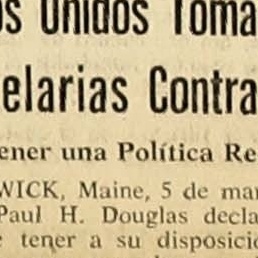 os Unidos Toma
elarias Contra
ener una Política Re
WICK, Maine, 5 de mar
Paul H. Douglas decla
e tener a su disposició